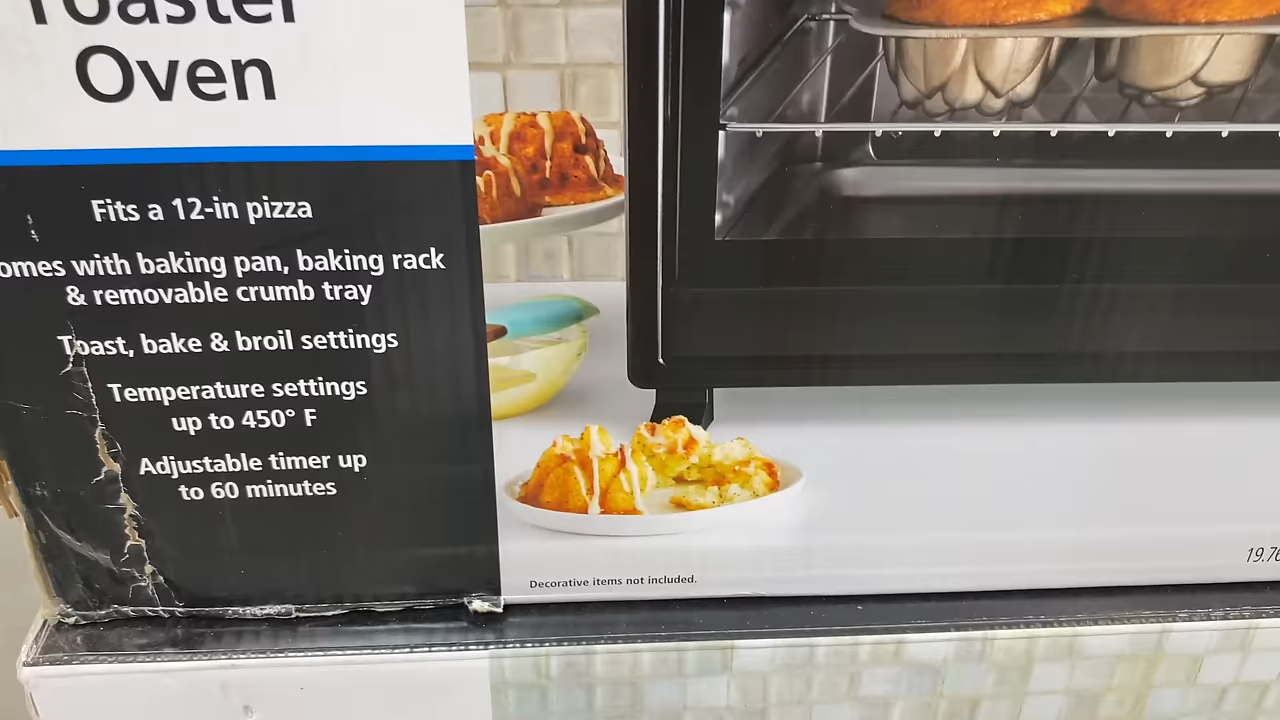 Toaster
Oven
Fits a 12-in pizza
omes with baking pan, baking rack
& removable crumb tray
Toast, bake & broil settings
Temperature settings
up to 450° F
Adjustable timer up
to 60 minutes
Decorative items not included.
19.76